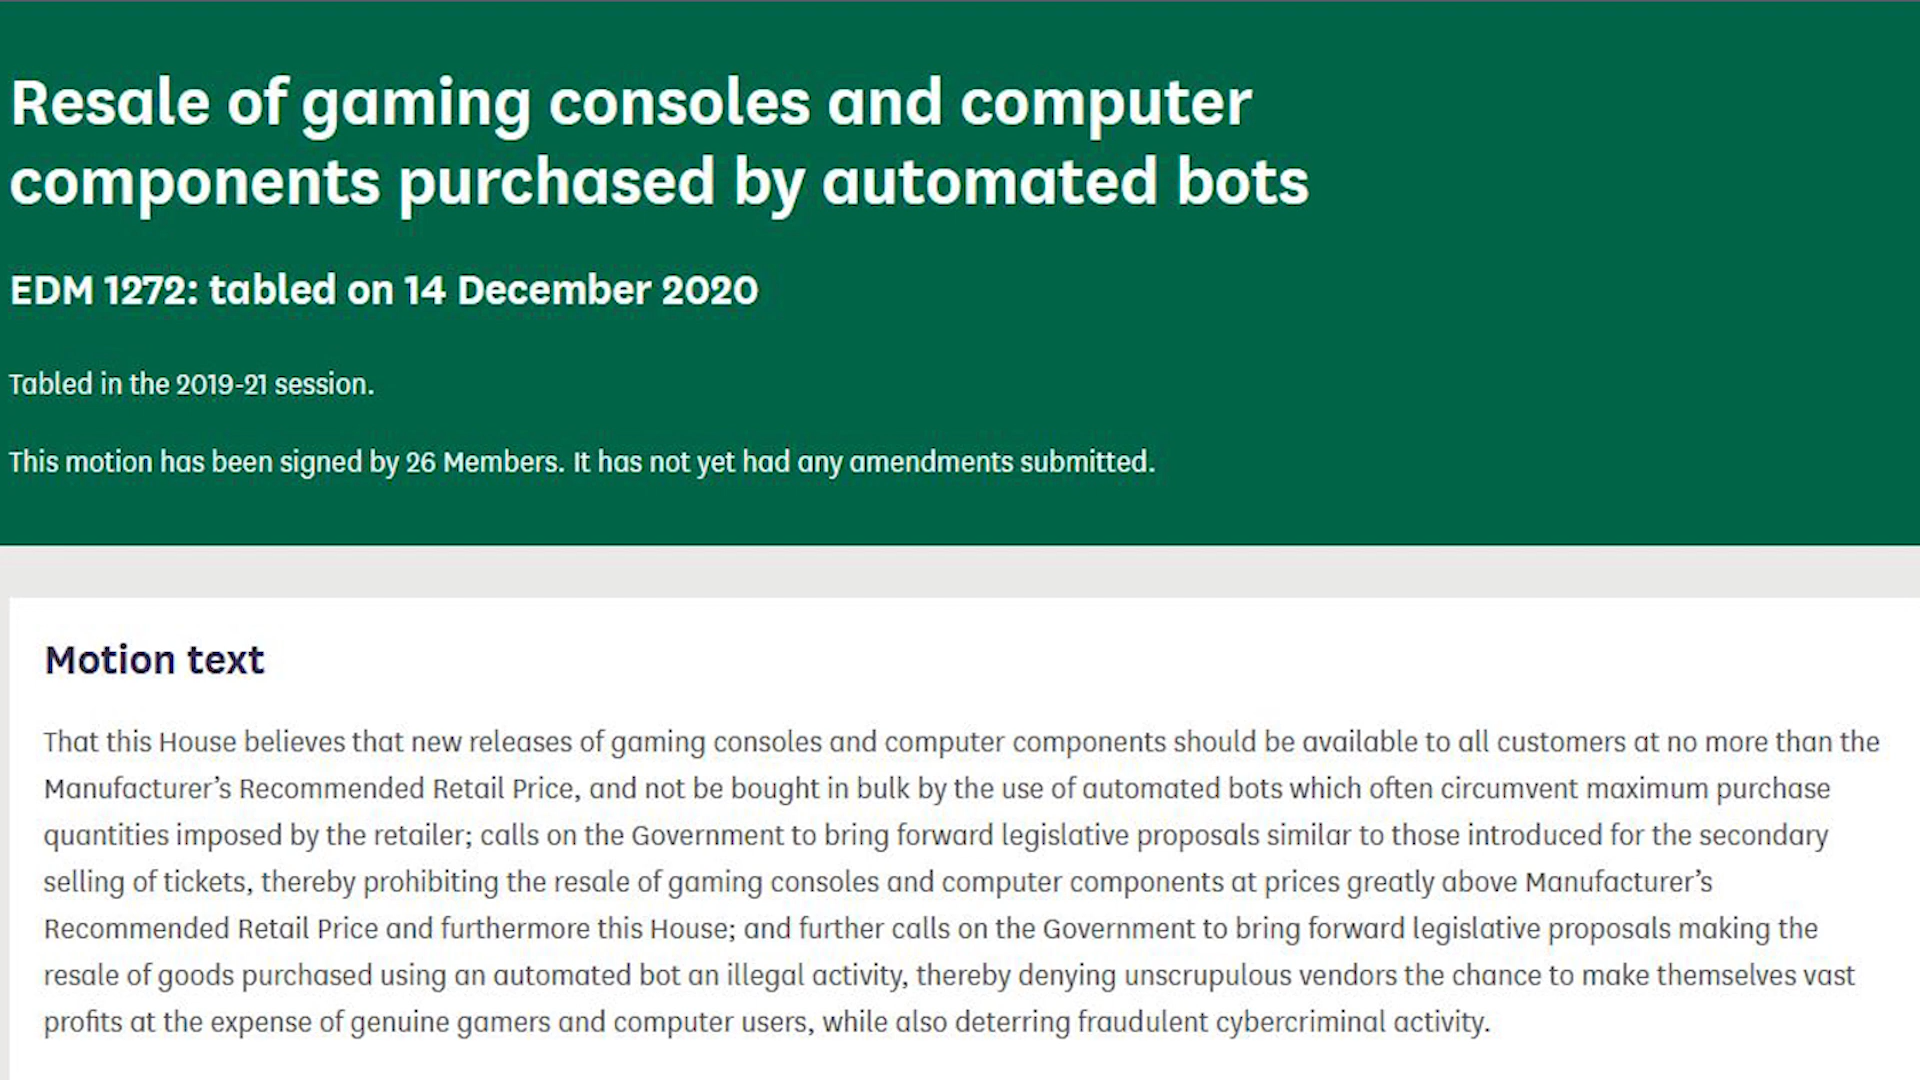 Resale of gaming consoles and computer
components purchased by automated bots
EDM 1272: tabled on 14 December 2020
Tabled in the 2019-21 session.
This motion has been signed by 26 Members. It has not yet had any amendments submitted.
Motion text
That this House believes that new releases of gaming consoles and computer components should be available to all customers at no more than the
Manufacturer’s Recommended Retail Price, and not be bought in bulk by the use of automated bots which often circumvent maximum purchase
quantities imposed by the retailer; calls on the Government to bring forward legislative proposals similar to those introduced for the secondary
selling of tickets, thereby prohibiting the resale of gaming consoles and computer components at prices greatly above Manufacturer’s
Recommended Retail Price and furthermore this House; and further calls on the Government to bring forward legislative proposals making the
resale of goods purchased using an automated bot an illegal activity, thereby denying unscrupulous vendors the chance to make themselves vast
profits at the expense of genuine gamers and computer users, while also deterring fraudulent cybercriminal activity.